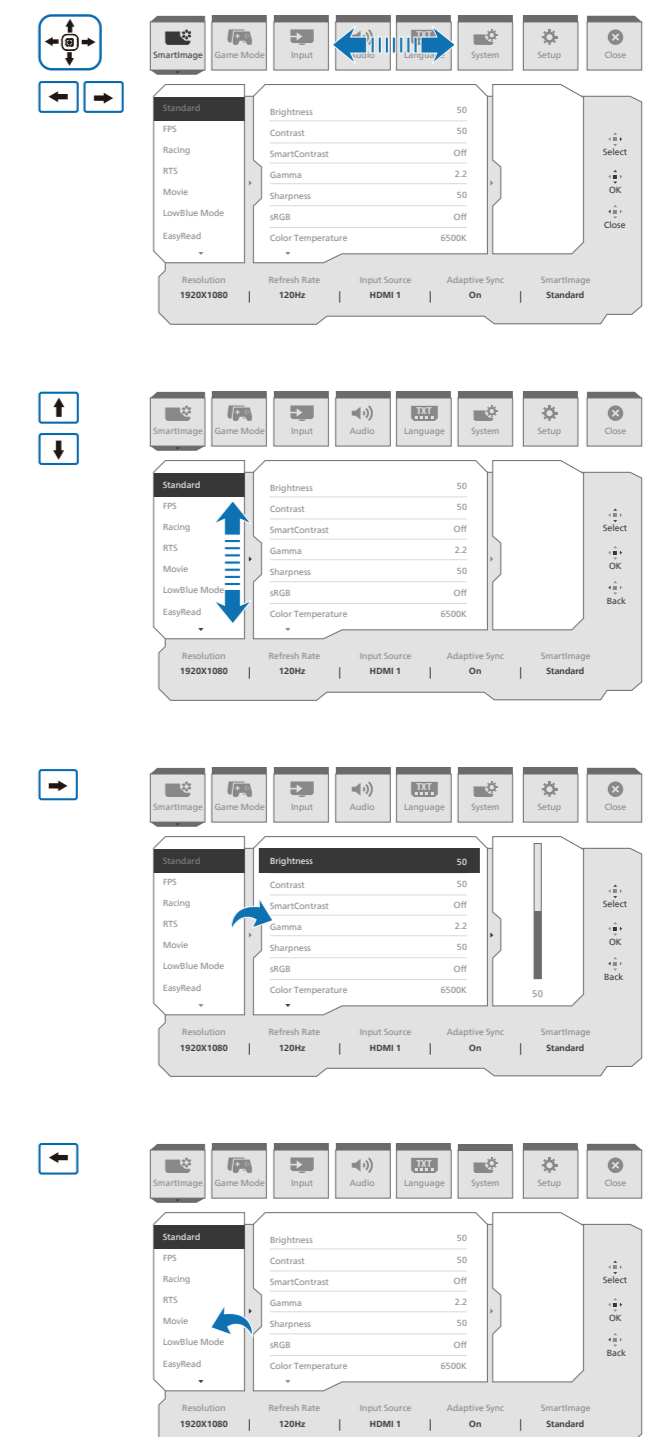 SmartImage Game Mode Input Audio Language System Setup Close
Standard
FPS
Racing
RTS
Movie
LowBlue Mode
EasyRead
Brightness 50
Contrast 50
SmartContrast Off
Gamma 2.2
Sharpness 50
sRGB Off
Color Temperature 6500K
Select
OK
Close
Resolution Refresh Rate Input Source Adaptive Sync SmartImage
1920X1080 | 120Hz | HDMI 1 | On | Standard
TXT
SmartImage Game Mode Input Audio Language System Setup Close
Standard
FPS
Racing
RTS
Movie
LowBlue Mode
EasyRead
Brightness 50
Contrast 50
SmartContrast Off
Gamma 2.2
Sharpness 50
sRGB Off
Color Temperature 6500K
Select
OK
Back
Resolution Refresh Rate Input Source Adaptive Sync SmartImage
1920X1080 | 120Hz | HDMI 1 | On | Standard
TXT
SmartImage Game Mode Input Audio Language System Setup Close
Standard
FPS
Racing
RTS
Movie
LowBlue Mode
EasyRead
Brightness 50
Contrast 50
SmartContrast Off
Gamma 2.2
Sharpness 50
sRGB Off
Color Temperature 6500K
50
Select
OK
Back
Resolution Refresh Rate Input Source Adaptive Sync SmartImage
1920X1080 | 120Hz | HDMI 1 | On | Standard
TXT
SmartImage Game Mode Input Audio Language System Setup Close
Standard
FPS
Racing
RTS
Movie
LowBlue Mode
EasyRead
Brightness 50
Contrast 50
SmartContrast Off
Gamma 2.2
Sharpness 50
sRGB Off
Color Temperature 6500K
Select
OK
Back
Resolution Refresh Rate Input Source Adaptive Sync SmartImage
1920X1080 | 120Hz | HDMI 1 | On | Standard